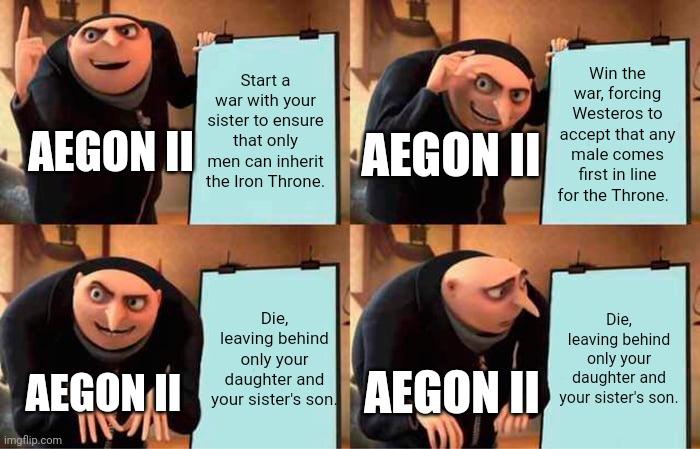 Start a
war with your
sister to ensure
that only
men can inherit
the Iron Throne.
AEGON II
Win the
war, forcing
Westeros to
accept that any
male comes
first in line
for the Throne.
AEGON II
Die,
leaving behind
only your
daughter and
your sister's son.
AEGON II
Die,
leaving behind
only your
daughter and
your sister's son.
AEGON II
imgflip.com